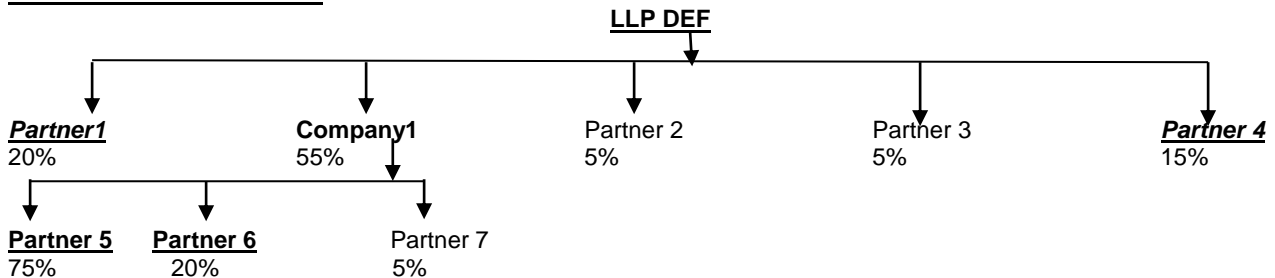 LLP DEF
Partner1 Company1 Partner 2 Partner 3 Partner 4
20% 55% 5% 5% 15%
Partner 5 Partner 6 Partner 7
75% 20% 5%